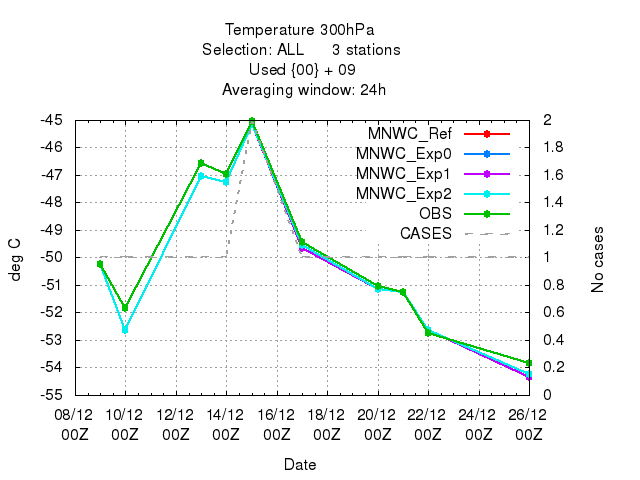 Temperature 300hPa
Selection: ALL 3 stations
Used {00} + 09
Averaging window: 24h
-45
-46
-47
-48
-49
-50
-51
-52
-53
-54
-55
deg C
2
1.8
1.6
1.4
1.2
1
0.8
0.6
0.4
0.2
0
No cases
MNWC_Ref
MNWC_Exp0
MNWC_Exp1
MNWC_Exp2
OBS
CASES
08/12 10/12 12/12 14/12 16/12 18/12 20/12 22/12 24/12 26/12
00Z 00Z 00Z 00Z 00Z 00Z 00Z 00Z 00Z 00Z
Date